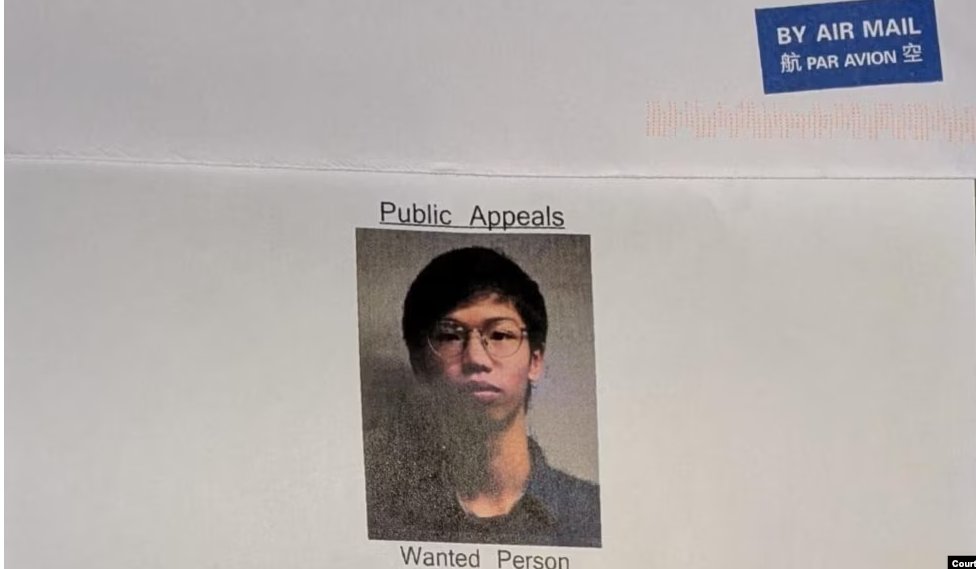 BY AIR MAIL
航 PAR AVION 空
Public Appeals
Wanted Person